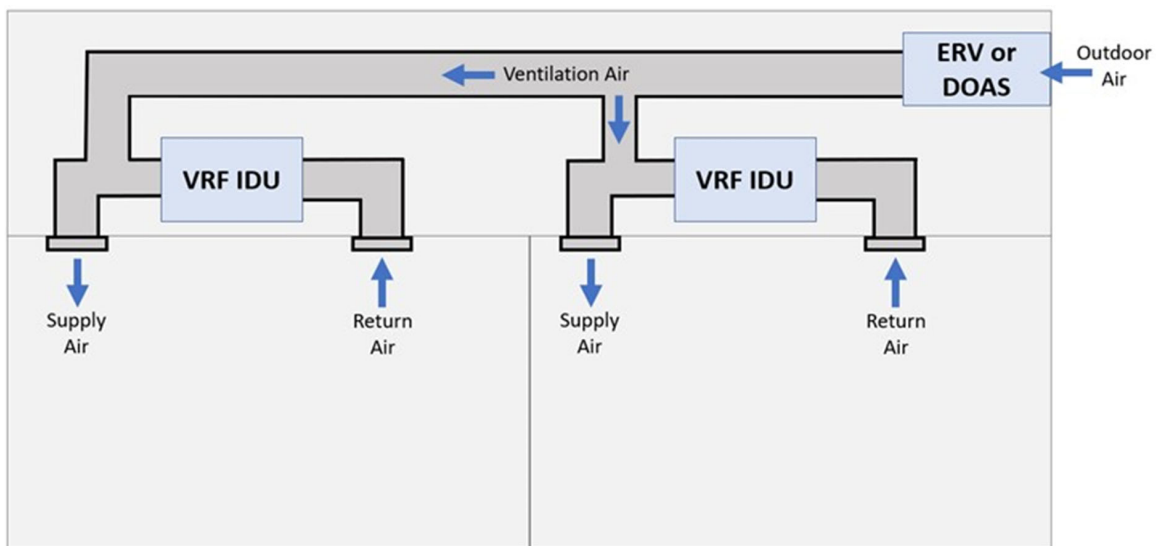 ERV or
DOAS
Outdoor
Air
Ventilation Air
VRF IDU
VRF IDU
Supply
Air
Return
Air
Supply
Air
Return
Air